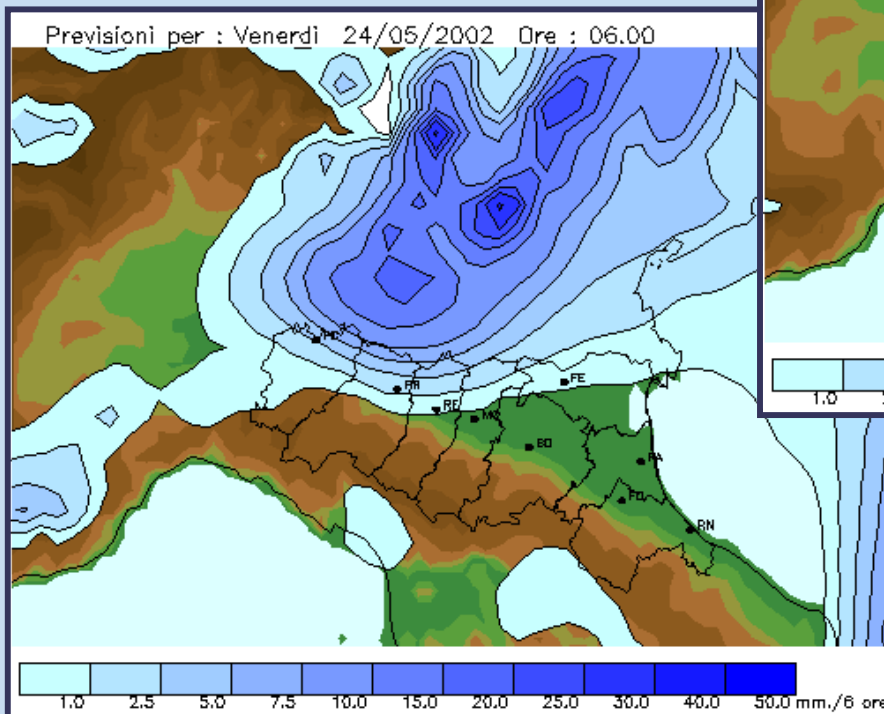 Previsioni per : Venerdì 24/05/2002 Ore : 06.00
PC
PR
RE
MO
FE
BO
RA
FO
RN
1.0 2.5 5.0 7.5 10.0 15.0 20.0 25.0 30.0 40.0 50.0 mm./6 ore
1.0